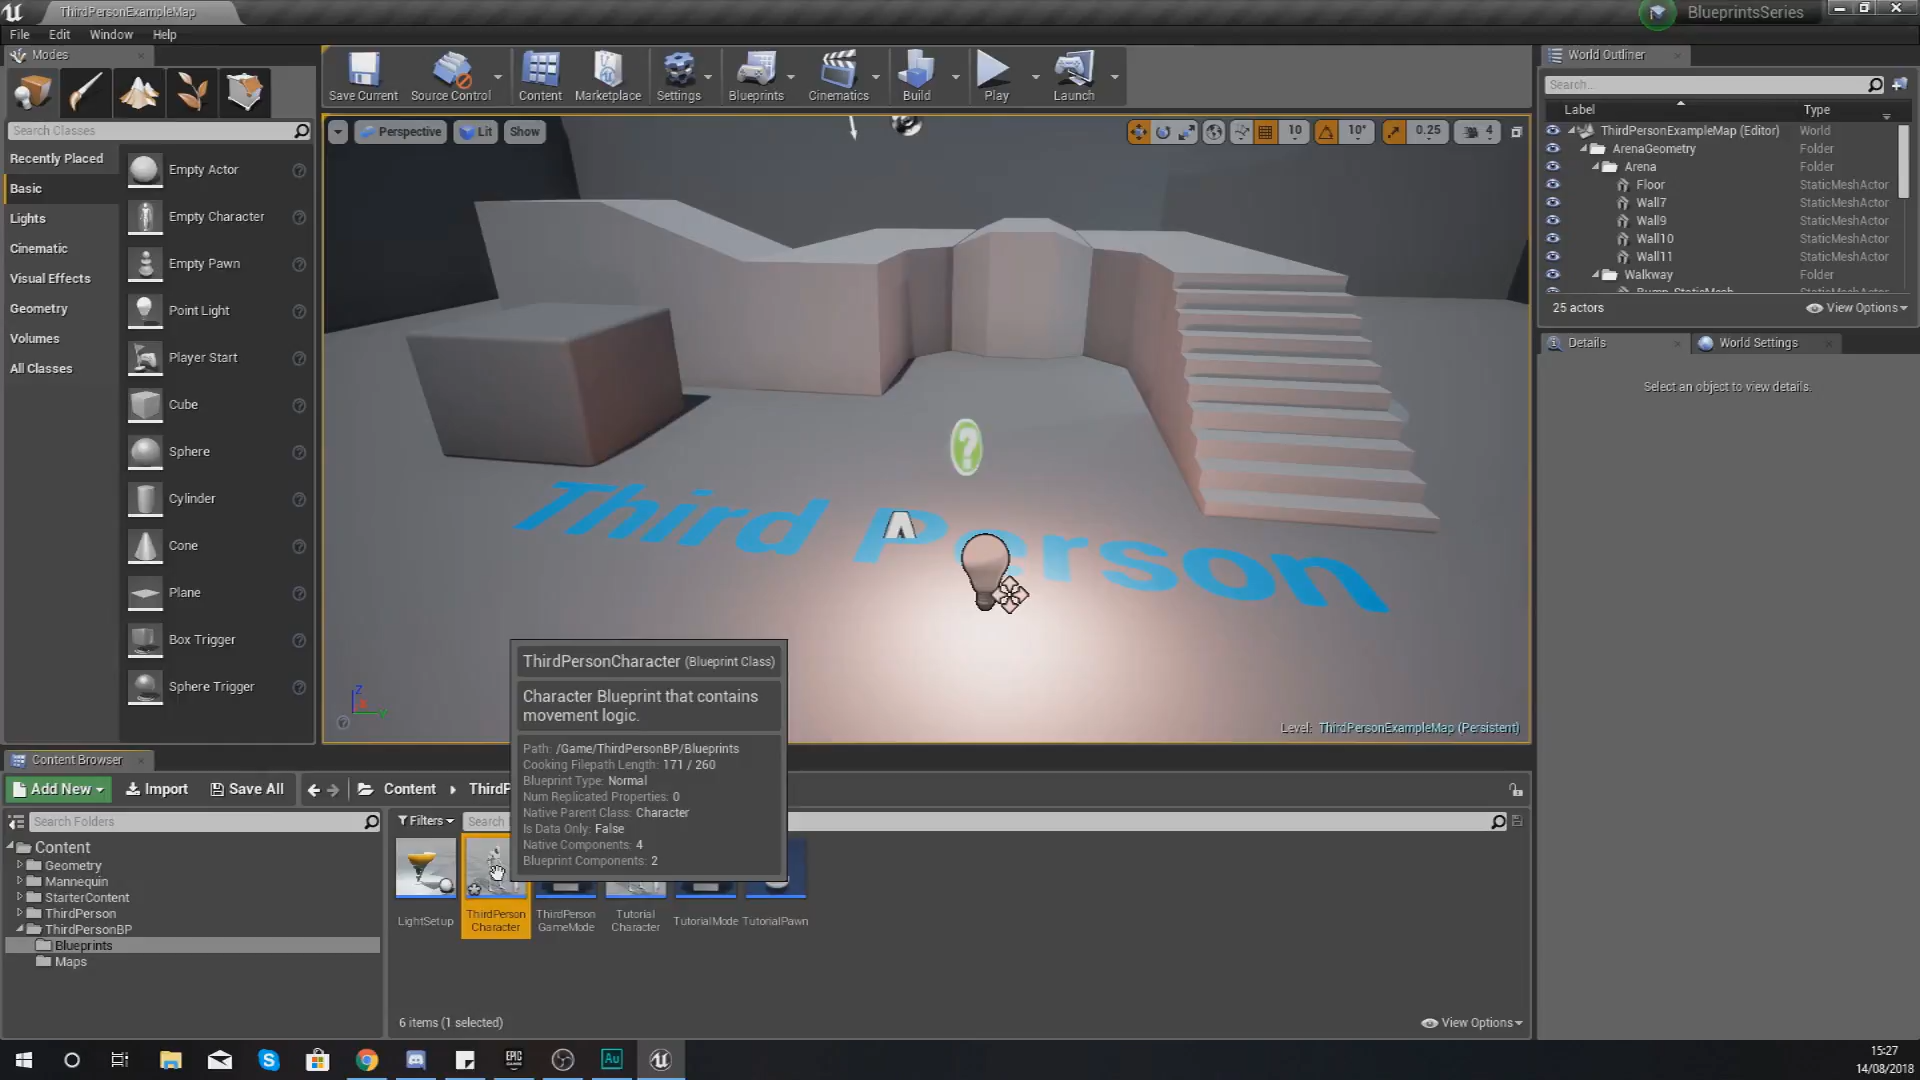 ThirdPersonExampleMap
BlueprintsSeries
File Edit Window Help
Modes
Search Classes
Recently Placed
Basic
Lights
Cinematic
Visual Effects
Geometry
Volumes
All Classes
Empty Actor
Empty Character
Empty Pawn
Point Light
Player Start
Cube
Sphere
Cylinder
Cone
Plane
Box Trigger
Sphere Trigger
Save Current
Source Control
Content
Marketplace
Settings
Blueprints
Cinematics
Build
Play
Launch
Perspective
Lit
Show
10
10°
0.25
4
Third Person
Level: ThirdPersonExampleMap (Persistent)
World Outliner
Search...
Label Type
ThirdPersonExampleMap (Editor) World
ArenaGeometry Folder
Arena Folder
Floor StaticMeshActor
Wall7 StaticMeshActor
Wall9 StaticMeshActor
Wall10 StaticMeshActor
Wall11 StaticMeshActor
Walkway Folder
Bump_StaticMesh StaticMeshActor
25 actors
View Options
Details
World Settings
Select an object to view details.
ThirdPersonCharacter (Blueprint Class)
Character Blueprint that contains
movement logic.
Path: /Game/ThirdPersonBP/Blueprints
Cooking Filepath Length: 171 / 260
Blueprint Type: Normal
Num Replicated Properties: 0
Native Parent Class: Character
Is Data Only: False
Native Components: 4
Blueprint Components: 2
Content Browser
Add New
Import
Save All
Content
ThirdP
Search Folders
Filters
Search
Content
Geometry
Mannequin
StarterContent
ThirdPerson
ThirdPersonBP
Blueprints
Maps
LightSetup
ThirdPerson
Character
ThirdPerson
GameMode
Tutorial
Character
TutorialMode
TutorialPawn
6 items (1 selected)
View Options
EPIC
GAMES
Au
15:27
14/08/2018